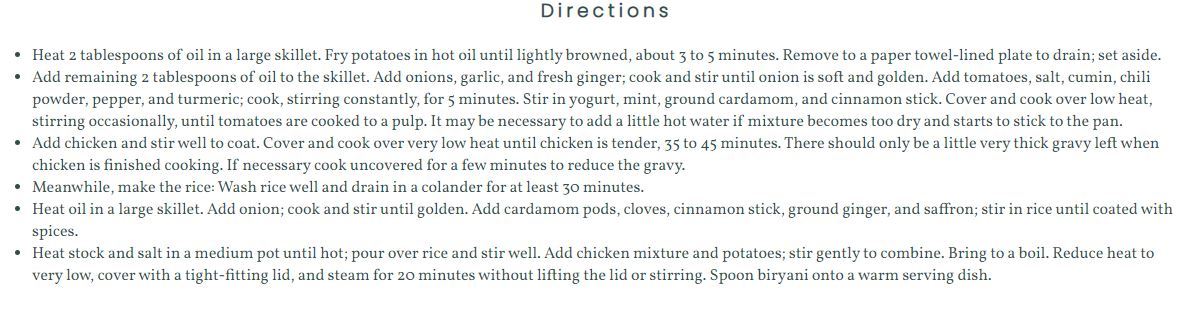 Directions
• Heat 2 tablespoons of oil in a large skillet. Fry potatoes in hot oil until lightly browned, about 3 to 5 minutes. Remove to a paper towel-lined plate to drain; set aside.
• Add remaining 2 tablespoons of oil to the skillet. Add onions, garlic, and fresh ginger; cook and stir until onion is soft and golden. Add tomatoes, salt, cumin, chili
powder, pepper, and turmeric; cook, stirring constantly, for 5 minutes. Stir in yogurt, mint, ground cardamom, and cinnamon stick. Cover and cook over low heat,
stirring occasionally, until tomatoes are cooked to a pulp. It may be necessary to add a little hot water if mixture becomes too dry and starts to stick to the pan.
• Add chicken and stir well to coat. Cover and cook over very low heat until chicken is tender, 35 to 45 minutes. There should only be a little very thick gravy left when
chicken is finished cooking. If necessary cook uncovered for a few minutes to reduce the gravy.
• Meanwhile, make the rice: Wash rice well and drain in a colander for at least 30 minutes.
• Heat oil in a large skillet. Add onion; cook and stir until golden. Add cardamom pods, cloves, cinnamon stick, ground ginger, and saffron; stir in rice until coated with
spices.
• Heat stock and salt in a medium pot until hot; pour over rice and stir well. Add chicken mixture and potatoes; stir gently to combine. Bring to a boil. Reduce heat to
very low, cover with a tight-fitting lid, and steam for 20 minutes without lifting the lid or stirring. Spoon biryani onto a warm serving dish.